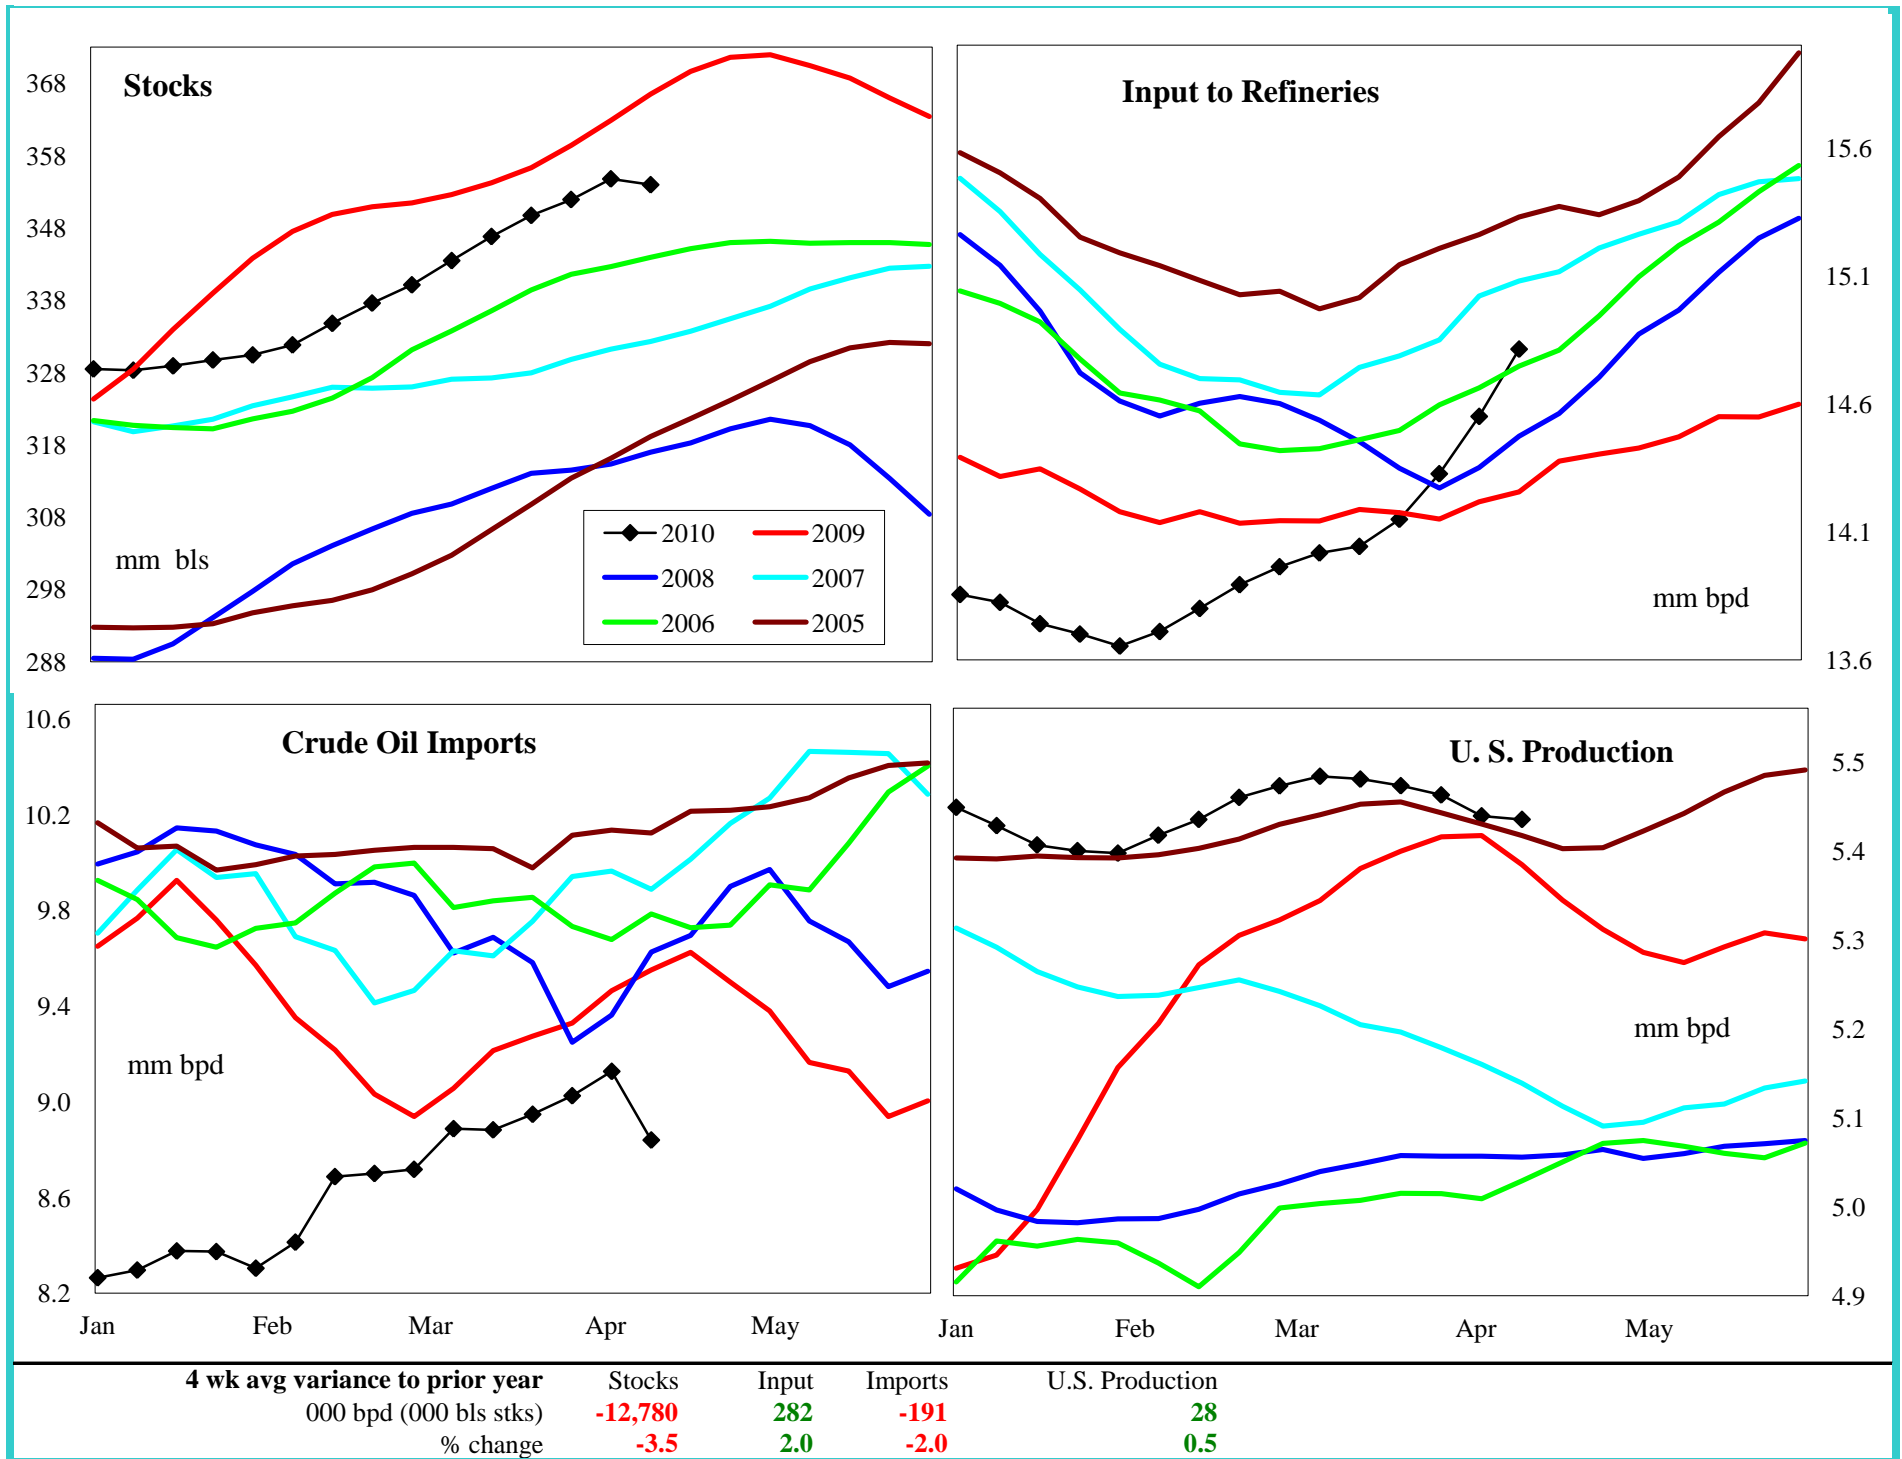 Stocks
368
358
348
338
328
318
308
298
288
mm bls
2010 2009
2008 2007
2006 2005
Input to Refineries
15.6
15.1
14.6
14.1
13.6
mm bpd
Crude Oil Imports
10.6
10.2
9.8
9.4
9.0
8.6
8.2
mm bpd
Jan Feb Mar Apr May
U. S. Production
5.5
5.4
5.3
5.2
5.1
5.0
4.9
mm bpd
Jan Feb Mar Apr May
4 wk avg variance to prior year Stocks Input Imports U.S. Production
000 bpd (000 bls stks) -12,780 282 -191 28
% change -3.5 2.0 -2.0 0.5